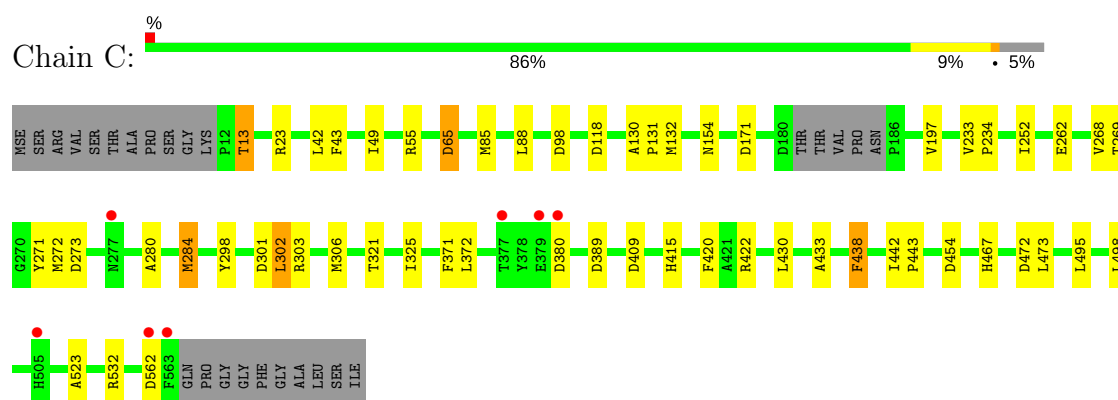 %
Chain C:
86% 9% • 5%
MSE SER ARG VAL SER THR ALA PRO SER GLY LYS P12 T13 R23 L42 F43 I49 R55 D65 M85 L88 D98 D118 A130 P131 M132 N154 D171 D180 THR THR VAL PRO ASN P186 V197 V233 P234 I252 E262 V268 T269
G270 Y271 M272 D273 N277 A280 M284 Y298 D301 L302 R303 M306 T321 I325 F371 L372 T377 Y378 E379 D380 D389 D409 H415 F420 A421 R422 L430 A433 F438 I442 P443 D454 H467 D472 L473 L495
H505 A523 R532 D562 F563 GLN PRO GLY GLY PHE GLY ALA LEU SER ILE